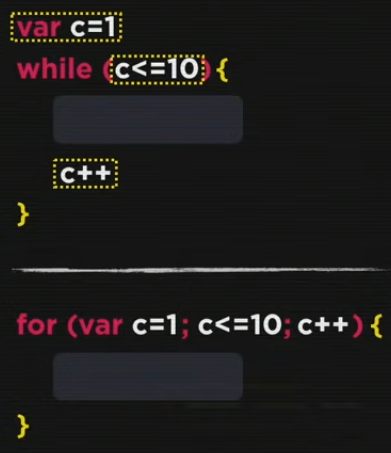 var c=1
while (c<=10) {
c++
}
for (var c=1; c<=10; c++) {
}